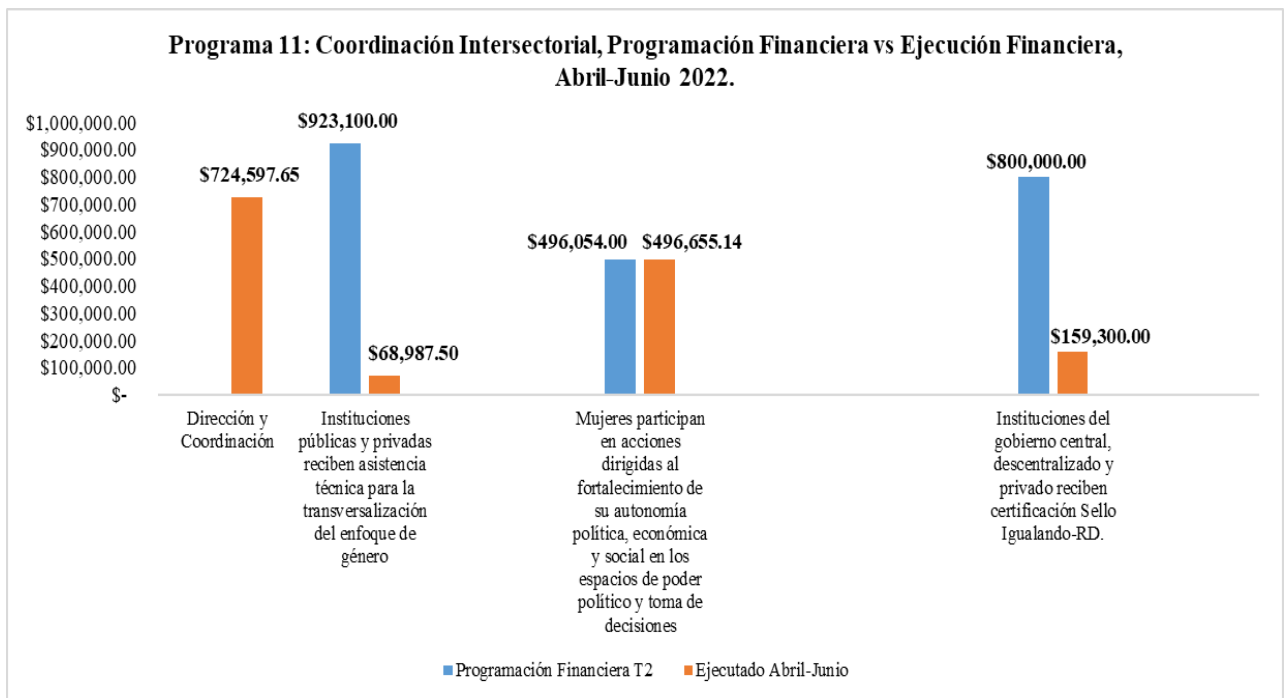 Programa 11: Coordinación Intersectorial, Programación Financiera vs Ejecución Financiera,
Abril-Junio 2022.
$1,000,000.00
$900,000.00
$800,000.00
$700,000.00
$600,000.00
$500,000.00
$400,000.00
$300,000.00
$200,000.00
$100,000.00
$-
$724,597.65
$923,100.00
$68,987.50
$496,054.00
$496,655.14
$800,000.00
$159,300.00
Dirección y
Coordinación
Instituciones
públicas y privadas
reciben asistencia
técnica para la
transversalización
del enfoque de
género
Mujeres participan
en acciones
dirigidas al
fortalecimiento de
su autonomía
política, económica
y social en los
espacios de poder
político y toma de
decisiones
Instituciones del
gobierno central,
descentralizado y
privado reciben
certificación Sello
Igualando-RD.
Programación Financiera T2
Ejecutado Abril-Junio